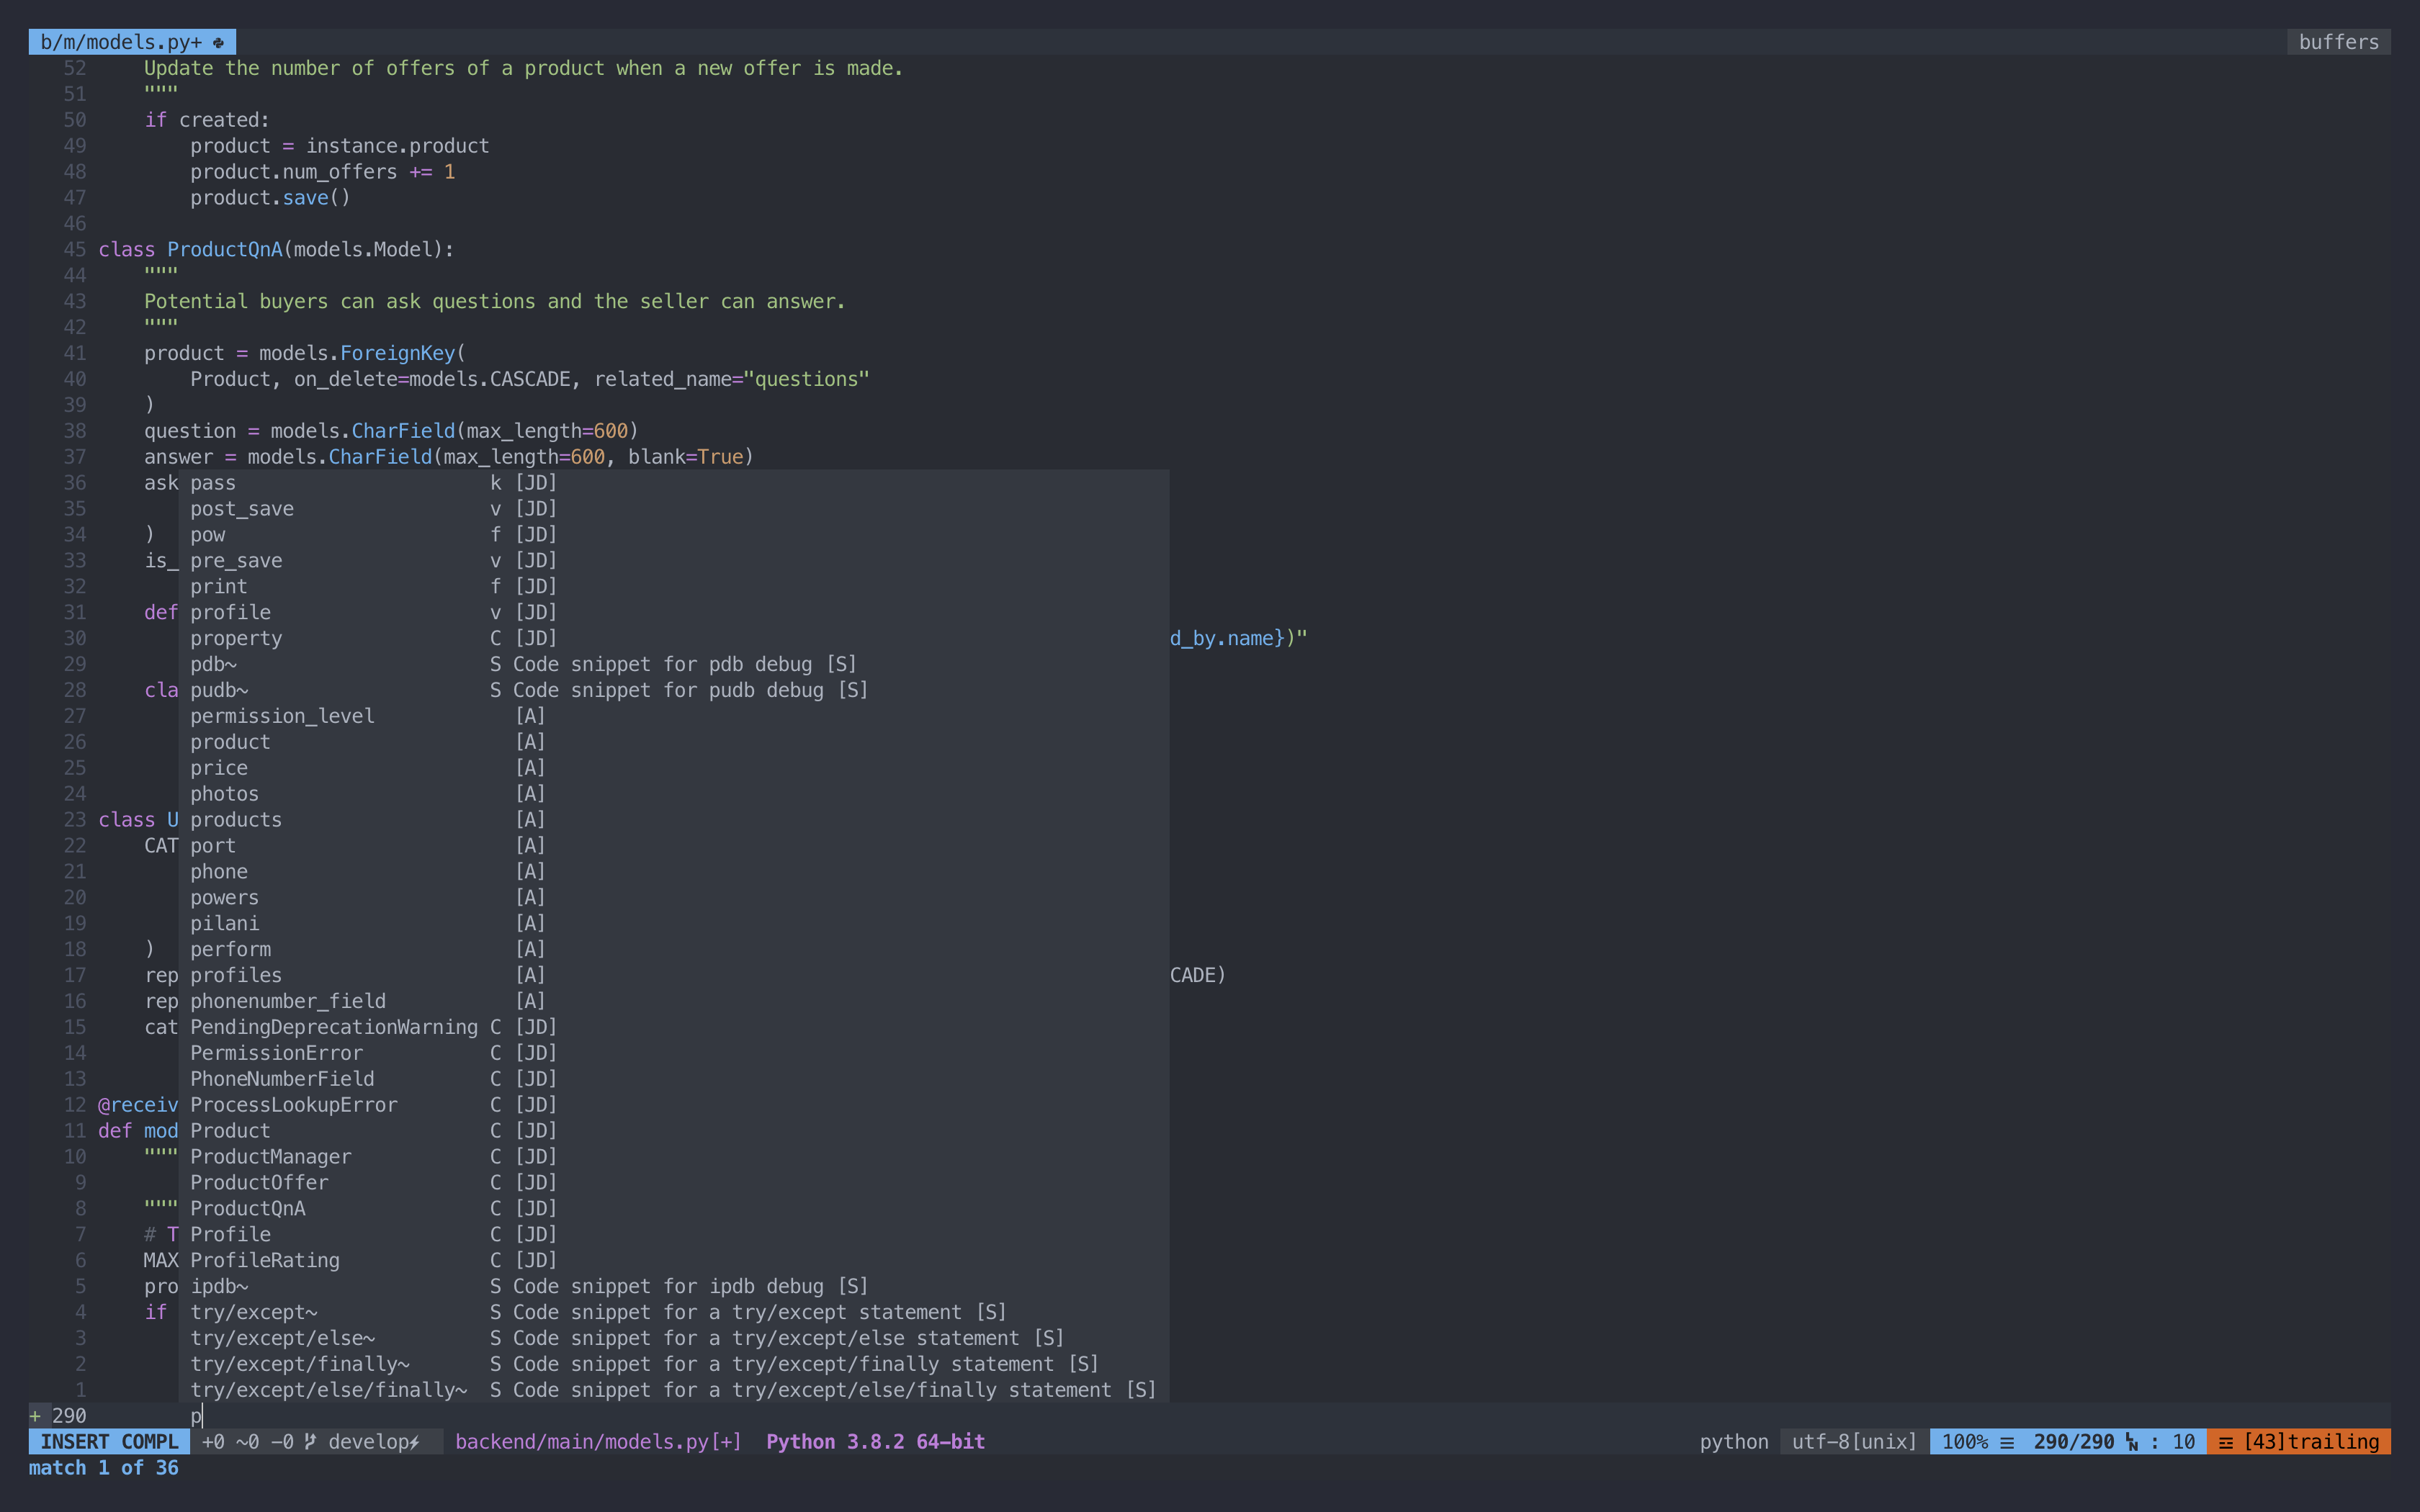 b/m/models.py+ buffers
52 Update the number of offers of a product when a new offer is made.
51 """
50 if created:
49 product = instance.product
48 product.num_offers += 1
47 product.save()
46
45 class ProductQnA(models.Model):
44 """
43 Potential buyers can ask questions and the seller can answer.
42 """
41 product = models.ForeignKey(
40 Product, on_delete=models.CASCADE, related_name="questions"
39 )
38 question = models.CharField(max_length=600)
37 answer = models.CharField(max_length=600, blank=True)
36 ask pass k [JD]
35 post_save v [JD]
34 ) pow f [JD]
33 is_ pre_save v [JD]
32 print f [JD]
31 def profile v [JD]
30 property C [JD] d_by.name})"
29 pdb~ S Code snippet for pdb debug [S]
28 cla pudb~ S Code snippet for pudb debug [S]
27 permission_level [A]
26 product [A]
25 price [A]
24 photos [A]
23 class U products [A]
22 CAT port [A]
21 phone [A]
20 powers [A]
19 pilani [A]
18 ) perform [A]
17 rep profiles [A] CADE)
16 rep phonenumber_field [A]
15 cat PendingDeprecationWarning C [JD]
14 PermissionError C [JD]
13 PhoneNumberField C [JD]
12 @receiv ProcessLookupError C [JD]
11 def mod Product C [JD]
10 """ ProductManager C [JD]
9 ProductOffer C [JD]
8 """ ProductQnA C [JD]
7 # T Profile C [JD]
6 MAX ProfileRating C [JD]
5 pro ipdb~ S Code snippet for ipdb debug [S]
4 if try/except~ S Code snippet for a try/except statement [S]
3 try/except/else~ S Code snippet for a try/except/else statement [S]
2 try/except/finally~ S Code snippet for a try/except/finally statement [S]
1 try/except/else/finally~ S Code snippet for a try/except/else/finally statement [S]
+ 290 p
INSERT COMPL +0 ~0 -0 develop⚡ backend/main/models.py[+] Python 3.8.2 64-bit python utf-8[unix] 100% ☰ 290/290 ㏑ : 10 ☲ [43]trailing
match 1 of 36